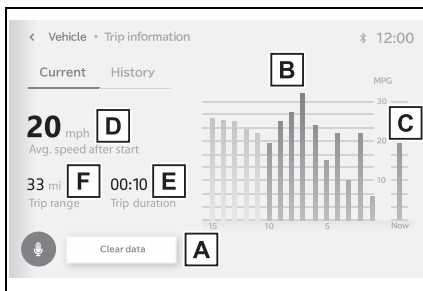 < Vehicle • Trip information
12:00
Current History
B
MPG
20 mph D
Avg. speed after start
30
C
20
33 mi F 00:10 E
Trip range Trip duration
10
15 10 5 Now
Clear data A